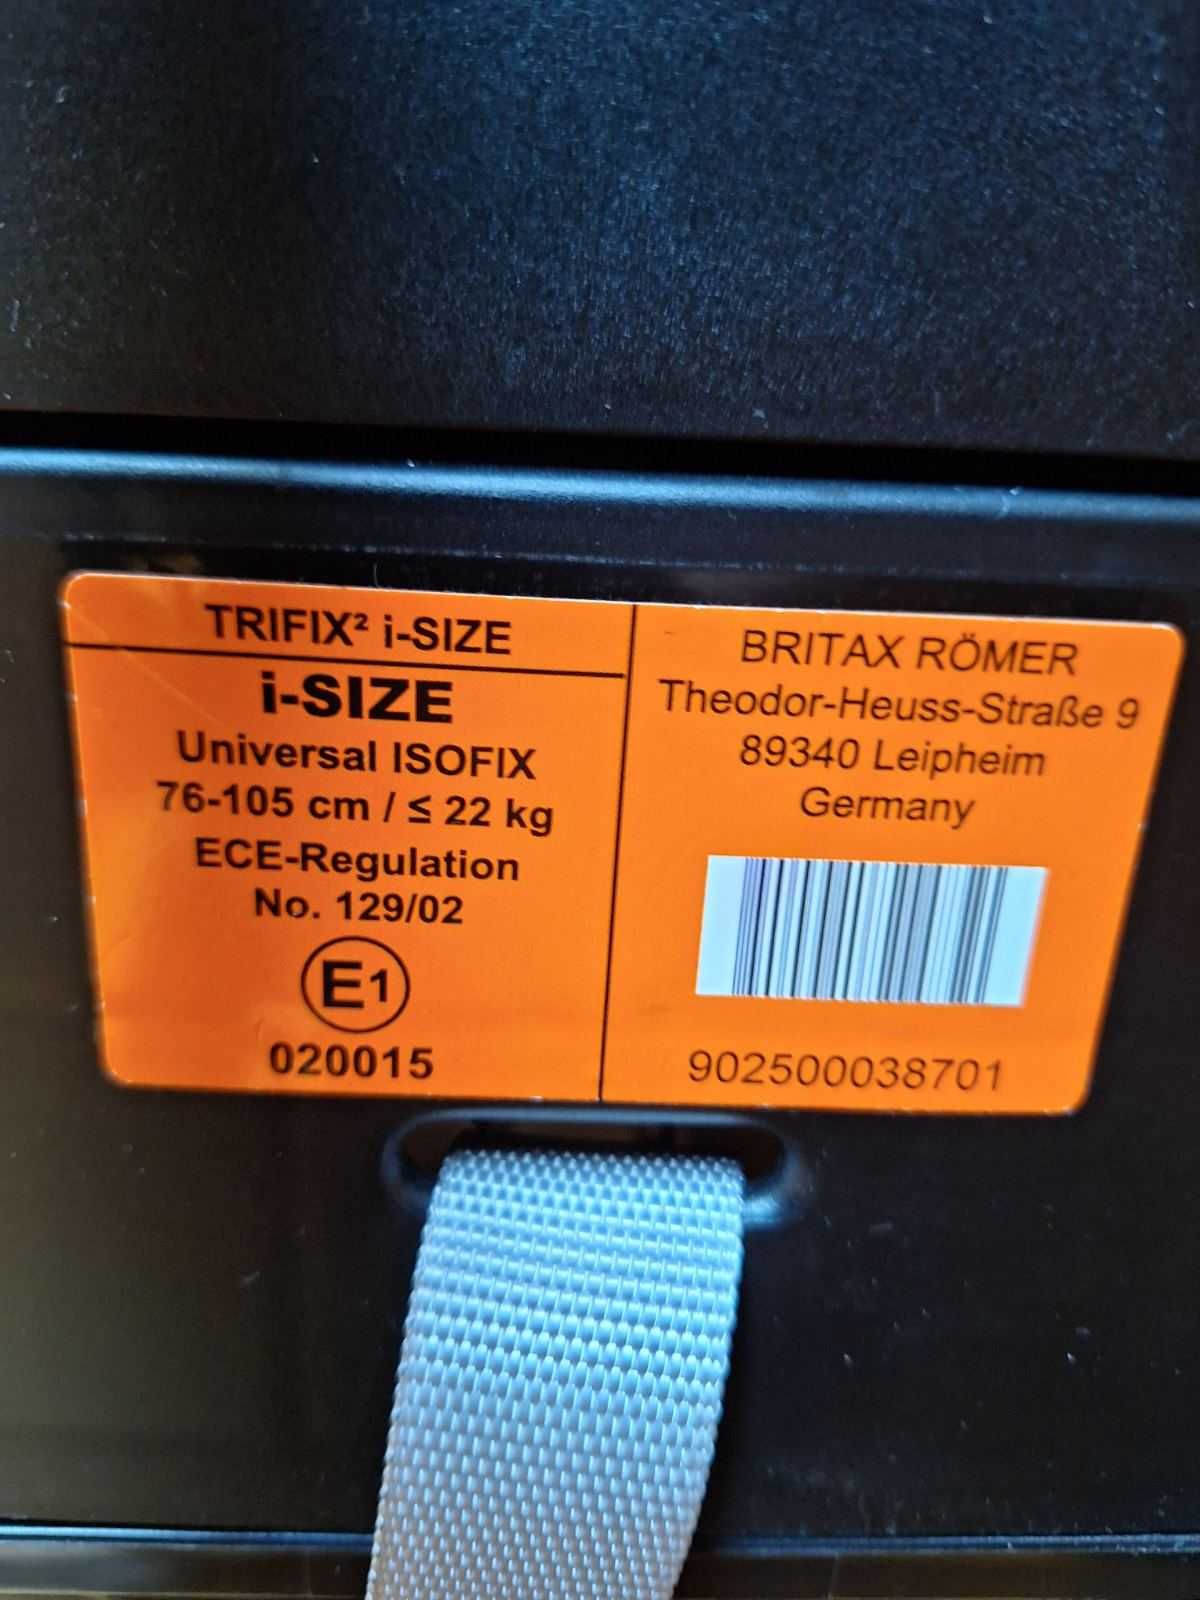 TRIFIX² i-SIZE
i-SIZE
Universal ISOFIX
76-105 cm / ≤ 22 kg
ECE-Regulation
No. 129/02
E1
020015
BRITAX RÖMER
Theodor-Heuss-Straße 9
89340 Leipheim
Germany
902500038701